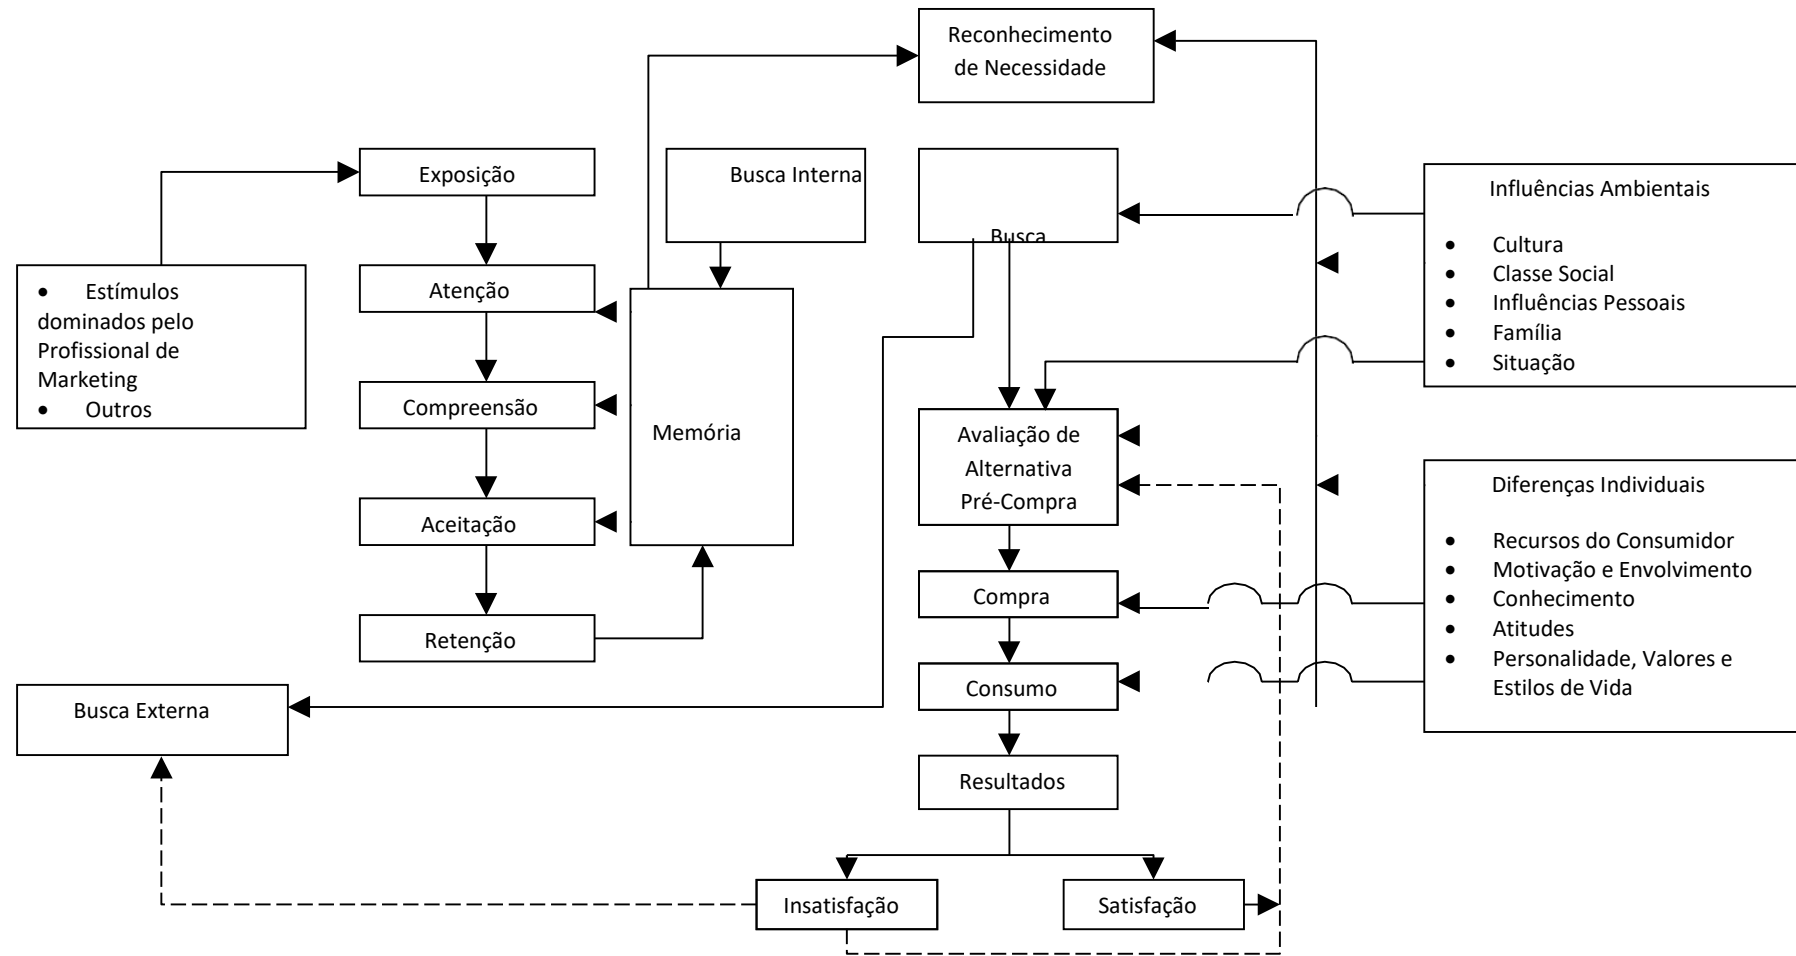 Reconhecimento
de Necessidade
Exposição
Busca Interna
Busca
Influências Ambientais
• Cultura
• Classe Social
• Influências Pessoais
• Família
• Situação
• Estímulos
dominados pelo
Profissional de
Marketing
• Outros
Atenção
Compreensão
Memória
Avaliação de
Alternativa
Pré-Compra
Diferenças Individuais
• Recursos do Consumidor
• Motivação e Envolvimento
• Conhecimento
• Atitudes
• Personalidade, Valores e
Estilos de Vida
Aceitação
Compra
Retenção
Consumo
Busca Externa
Resultados
Insatisfação
Satisfação